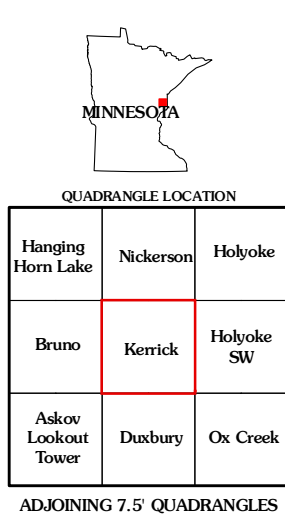 MINNESOTA
QUADRANGLE LOCATION
Hanging
Horn Lake
Nickerson
Holyoke
Bruno
Kerrick
Holyoke
SW
Askov
Lookout
Tower
Duxbury
Ox Creek
ADJOINING 7.5' QUADRANGLES